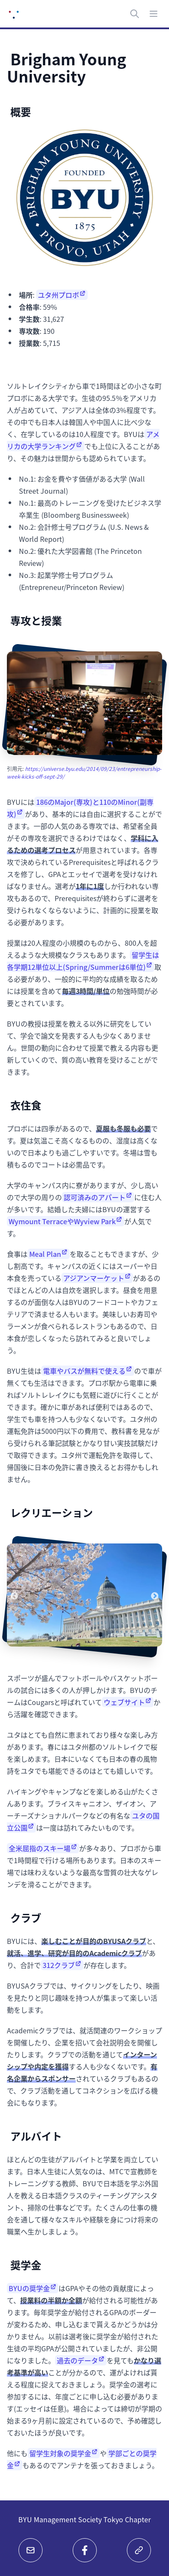 Brigham Young
University
概要
BRIGHAM YOUNG UNIVERSITY
FOUNDED
BYU
1875
PROVO, UTAH
場所: ユタ州プロボ
合格率: 59%
学生数: 31,627
専攻数: 190
授業数: 5,715
ソルトレイクシティから車で1時間ほどの小さな町
プロボにある大学です。生徒の95.5%をアメリカ
人が占めていて、アジア人は全体の3%程度です。
その中でも日本人は韓国人や中国人に比べ少な
く、在学しているのは10人程度です。BYUは アメ
リカの大学ランキング でも上位に入ることがあ
り、その魅力は世間からも認められています。
No.1: お金を費やす価値がある大学 (Wall
Street Journal)
No.1: 最高のトレーニングを受けたビジネス学
卒業生 (Bloomberg Businessweek)
No.2: 会計修士号プログラム (U.S. News &
World Report)
No.2: 優れた大学図書館 (The Princeton
Review)
No.3: 起業学修士号プログラム
(Entrepreneur/Princeton Review)
専攻と授業
引用元: https://universe.byu.edu/2014/09/23/entrepreneurship-
week-kicks-off-sept-29/
BYUには 186のMajor(専攻)と110のMinor(副専
攻) があり、基本的には自由に選択することがで
きます。一部の人気のある専攻では、希望者全員
がその専攻を選択できるわけではなく、学科に入
るための選考プロセスが用意されています。各専
攻で決められているPrerequisitesと呼ばれるクラ
スを修了し、GPAとエッセイで選考を受けなけれ
ばなりません。選考が1年に1度しか行われない専
攻もあるので、Prerequisitesが終わらずに選考を
受けられなくならないように、計画的に授業を取
る必要があります。
授業は20人程度の小規模のものから、800人を超
えるような大規模なクラスもあります。 留学生は
各学期12単位以上(Spring/Summerは6単位) 取
る必要があり、一般的に平均的な成績を取るため
には授業を含めて毎週3時間/単位の勉強時間が必
要とされています。
BYUの教授は授業を教える以外に研究をしてい
て、学会で論文を発表する人も少なくありませ
ん。世間の動向に合わせて授業で教える内容も更
新していくので、質の高い教育を受けることがで
きます。
衣住食
プロボには四季があるので、夏服も冬服も必要で
す。夏は気温こそ高くなるものの、湿度は高くな
いので日本よりも過ごしやすいです。冬場は雪も
積もるのでコートは必需品です。
大学のキャンパス内に寮がありますが、少し高い
ので大学の周りの 認可済みのアパート に住む人
が多いです。結婚した夫婦にはBYUの運営する
Wymount TerraceやWyview Park が人気で
す。
食事は Meal Plan を取ることもできますが、少
し割高です。キャンパスの近くにはスーパーや日
本食を売っている アジアンマーケット があるの
でほとんどの人は自炊を選択します。昼食を用意
するのが面倒な人はBYUのフードコートやカフェ
テリアで済ませる人もいます。美味しいお寿司や
ラーメンが食べられるレストランもあるので、日
本食が恋しくなったら訪れてみると良いでしょ
う。
BYU生徒は 電車やバスが無料で使える ので車が
無くても生活はできます。プロボ駅から電車に乗
ればソルトレイクにも気軽に遊びに行くことがで
きます。確かに車があれば便利ではあるので、
学生でも車を持つ人も少なくないです。ユタ州の
運転免許は5000円以下の費用で、教科書を見なが
ら受けられる筆記試験とかなり甘い実技試験だけ
で取得できます。ユタ州で運転免許を取得して、
帰国後に日本の免許に書き換えるとお得かもしれ
ません。
レクリエーション
スポーツが盛んでフットボールやバスケットボー
ルの試合には多くの人が押しかけます。BYUのチ
ームはCougarsと呼ばれていて ウェブサイト か
ら活躍を確認できます。
ユタはとても自然に恵まれており様々な楽しみ方
があります。春にはユタ州都のソルトレイクで桜
を楽しめます。日本にいなくても日本の春の風物
詩をユタでも堪能できるのはとても嬉しいです。
ハイキングやキャンプなどを楽しめる山がたくさ
んあります。ブライスキャニオン、ザイオン、ア
ーチーズナショナルパークなどの有名な ユタの国
立公園 は一度は訪れてみたいものです。
全米屈指のスキー場 が多々あり、プロボから車
で1時間程で行ける場所もあります。日本のスキー
場では味わえないような最高な雪質の壮大なゲレ
ンデを滑ることができます。
クラブ
BYUには、楽しむことが目的のBYUSAクラブと、
就活、進学、研究が目的のAcademicクラブがあ
り、合計で 312クラブ が存在します。
BYUSAクラブでは、サイクリングをしたり、映画
を見たりと同じ趣味を持つ人が集まって楽しい活
動をします。
Academicクラブでは、就活関連のワークショップ
を開催したり、企業を招いて会社説明会を開催し
たりします。クラブでの活動を通じてインターン
シップや内定を獲得する人も少なくないです。有
名企業からスポンサーされているクラブもあるの
で、クラブ活動を通してコネクションを広げる機
会にもなります。
アルバイト
ほとんどの生徒がアルバイトと学業を両立してい
ます。日本人生徒に人気なのは、MTCで宣教師を
トレーニングする教師、BYUで日本語を学ぶ外国
人を教える日本語クラスのティーチングアシスタ
ント、掃除の仕事などです。たくさんの仕事の機
会を通して様々なスキルや経験を身につけ将来の
職業へ生かしましょう。
奨学金
BYUの奨学金 はGPAやその他の貢献度によっ
て、授業料の半額か全額が給付される可能性があ
ります。毎年奨学金が給付されるGPAのボーダー
が変わるため、申し込むまで貰えるかどうかは分
かりません。以前は選考後に奨学金が給付された
生徒の平均GPAが公開されていましたが、非公開
になりました。 過去のデータ を見てもかなり選
考基準が高いことが分かるので、運がよければ貰
える程度に捉えておきましょう。奨学金の選考に
参加するには、年度ごとに申し込む必要がありま
す(エッセイは任意)。場合によっては締切が学期の
始まる9ヶ月前に設定されているので、予め確認し
ておいたほうが良いです。
他にも 留学生対象の奨学金 や 学部ごとの奨学
金 もあるのでアンテナを張っておきましょう。
BYU Management Society Tokyo Chapter